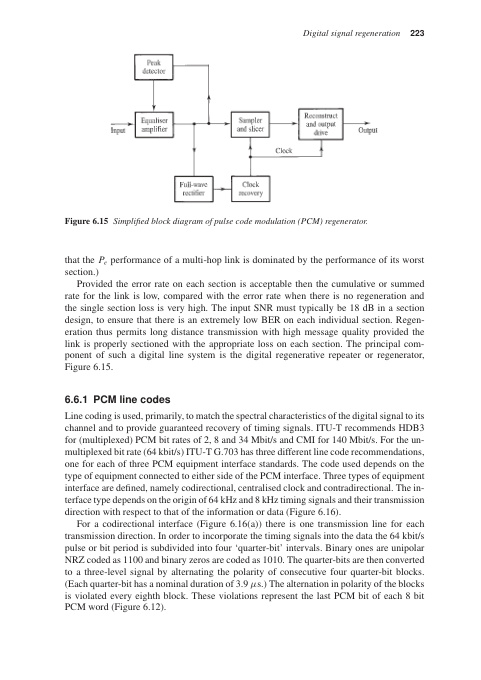 Digital signal regeneration 223
Peak
detector
Equaliser
amplifier
Sampler
and slicer
Reconstruct
and output
drive
Input
Output
Clock
Full-wave
rectifier
Clock
recovery
Figure 6.15 Simplified block diagram of pulse code modulation (PCM) regenerator.
that the Pe performance of a multi-hop link is dominated by the performance of its worst
section.)
Provided the error rate on each section is acceptable then the cumulative or summed
rate for the link is low, compared with the error rate when there is no regeneration and
the single section loss is very high. The input SNR must typically be 18 dB in a section
design, to ensure that there is an extremely low BER on each individual section. Regen-
eration thus permits long distance transmission with high message quality provided the
link is properly sectioned with the appropriate loss on each section. The principal com-
ponent of such a digital line system is the digital regenerative repeater or regenerator,
Figure 6.15.
6.6.1 PCM line codes
Line coding is used, primarily, to match the spectral characteristics of the digital signal to its
channel and to provide guaranteed recovery of timing signals. ITU-T recommends HDB3
for (multiplexed) PCM bit rates of 2, 8 and 34 Mbit/s and CMI for 140 Mbit/s. For the un-
multiplexed bit rate (64 kbit/s) ITU-T G.703 has three different line code recommendations,
one for each of three PCM equipment interface standards. The code used depends on the
type of equipment connected to either side of the PCM interface. Three types of equipment
interface are defined, namely codirectional, centralised clock and contradirectional. The in-
terface type depends on the origin of 64 kHz and 8 kHz timing signals and their transmission
direction with respect to that of the information or data (Figure 6.16).
For a codirectional interface (Figure 6.16(a)) there is one transmission line for each
transmission direction. In order to incorporate the timing signals into the data the 64 kbit/s
pulse or bit period is subdivided into four ‘quarter-bit’ intervals. Binary ones are unipolar
NRZ coded as 1100 and binary zeros are coded as 1010. The quarter-bits are then converted
to a three-level signal by alternating the polarity of consecutive four quarter-bit blocks.
(Each quarter-bit has a nominal duration of 3.9 μs.) The alternation in polarity of the blocks
is violated every eighth block. These violations represent the last PCM bit of each 8 bit
PCM word (Figure 6.12).